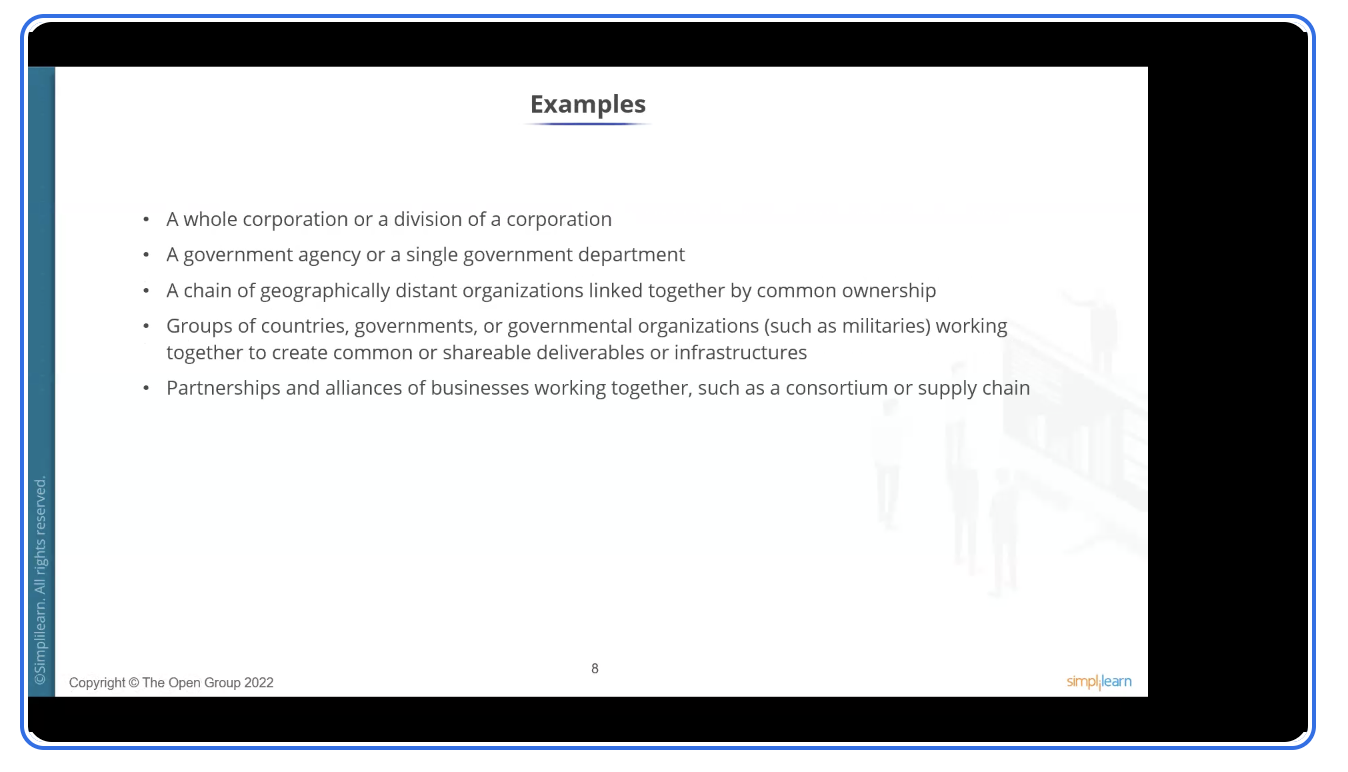 Examples
• A whole corporation or a division of a corporation
• A government agency or a single government department
• A chain of geographically distant organizations linked together by common ownership
• Groups of countries, governments, or governmental organizations (such as militaries) working
together to create common or shareable deliverables or infrastructures
• Partnerships and alliances of businesses working together, such as a consortium or supply chain
©Simplilearn. All rights reserved.
8
Copyright © The Open Group 2022
simplilearn